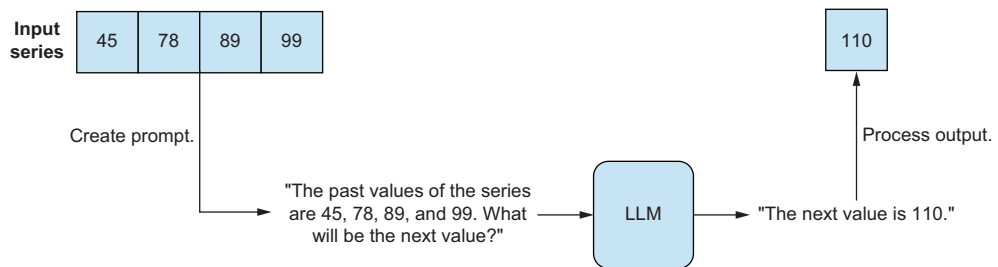 Input
series
45 78 89 99
110
Create prompt.
Process output.
"The past values of the series
are 45, 78, 89, and 99. What
will be the next value?"
LLM
"The next value is 110."